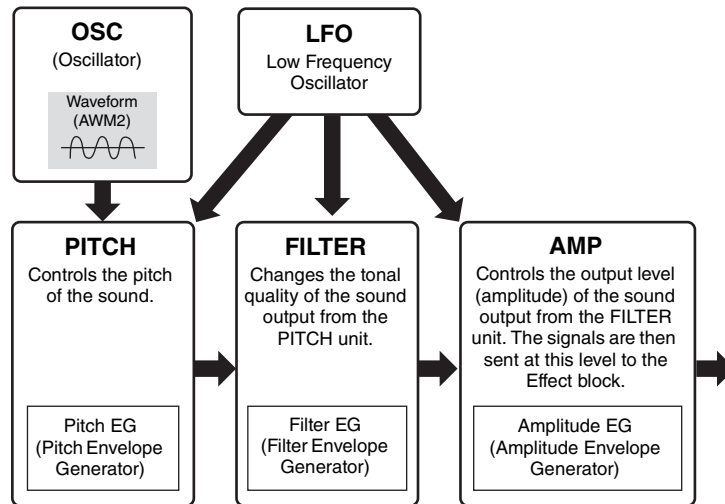 OSC
(Oscillator)
Waveform
(AWM2)
LFO
Low Frequency
Oscillator
PITCH
Controls the pitch
of the sound.
Pitch EG
(Pitch Envelope
Generator)
FILTER
Changes the tonal
quality of the sound
output from the
PITCH unit.
Filter EG
(Filter Envelope
Generator)
AMP
Controls the output level
(amplitude) of the sound
output from the FILTER
unit. The signals are then
sent at this level to the
Effect block.
Amplitude EG
(Amplitude Envelope
Generator)